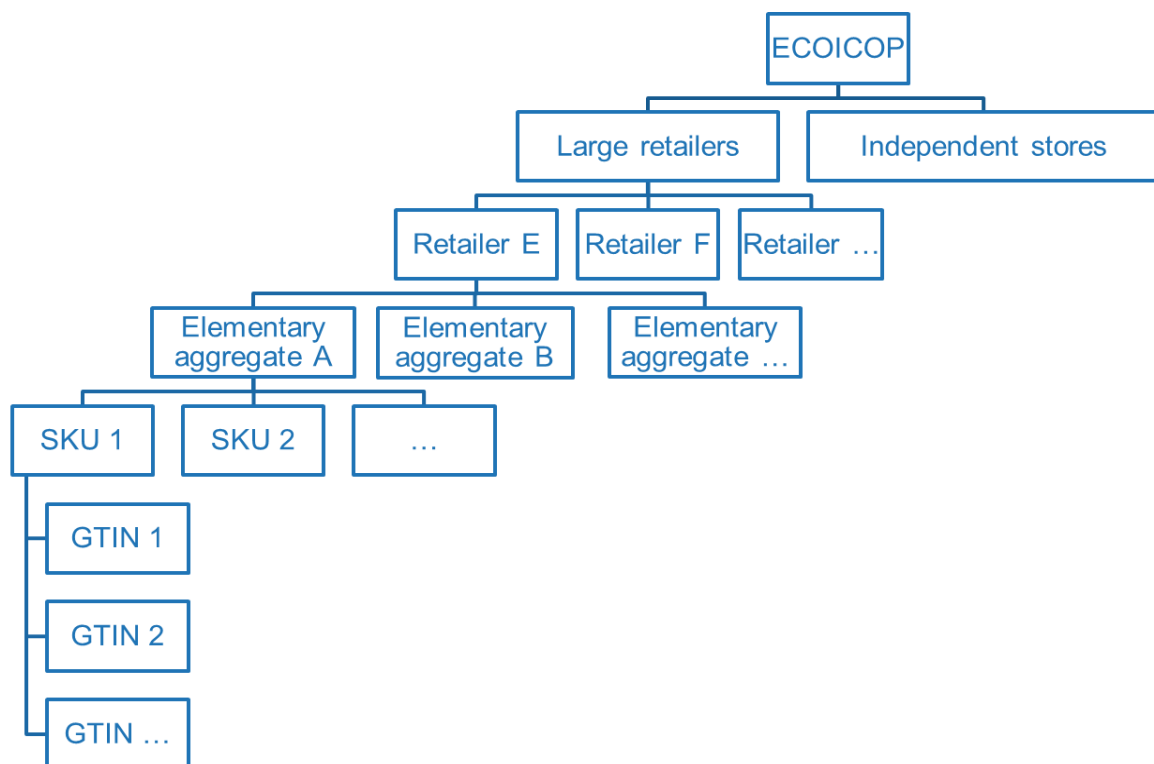 ECOICOP
Large retailers
Independent stores
Retailer E
Retailer F
Retailer …
Elementary
aggregate A
Elementary
aggregate B
Elementary
aggregate …
SKU 1
SKU 2
…
GTIN 1
GTIN 2
GTIN …